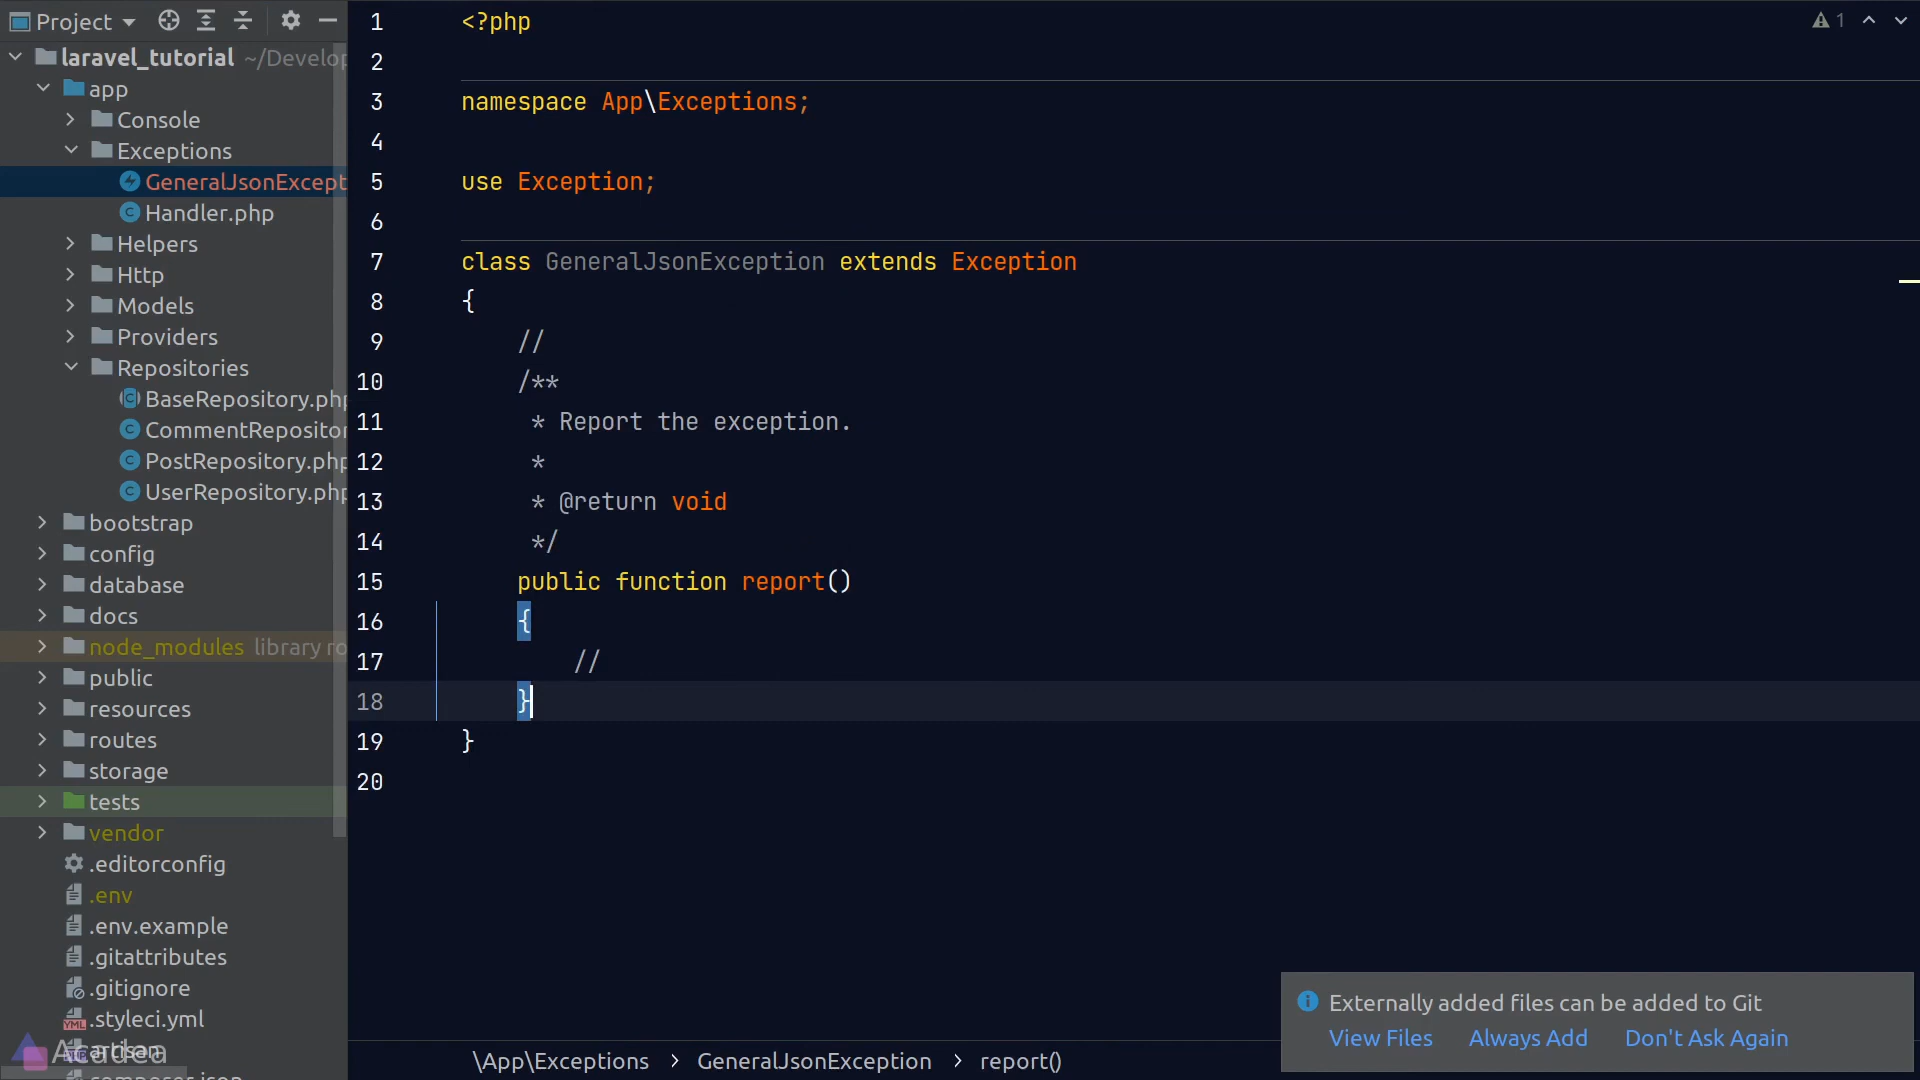 Project
laravel_tutorial ~/Develop
app
Console
Exceptions
GeneralJsonExcept
Handler.php
Helpers
Http
Models
Providers
Repositories
BaseRepository.php
CommentRepositor
PostRepository.php
UserRepository.php
bootstrap
config
database
docs
node_modules library ro
public
resources
routes
storage
tests
vendor
.editorconfig
.env
.env.example
.gitattributes
.gitignore
.styleci.yml
artisan
Acadea
composer.json
1 <?php
2
3 namespace App\Exceptions;
4
5 use Exception;
6
7 class GeneralJsonException extends Exception
8 {
9 //
10 /**
11 * Report the exception.
12 *
13 * @return void
14 */
15 public function report()
16 {
17 //
18 }
19 }
20
1
Externally added files can be added to Git
View Files Always Add Don't Ask Again
\App\Exceptions > GeneralJsonException > report()